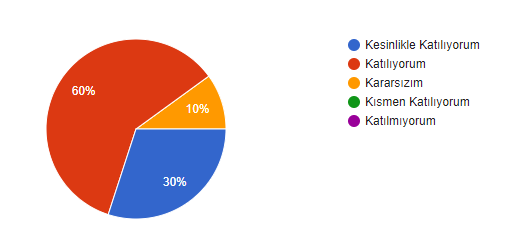 60%
10%
30%
Kesinlikle Katılıyorum
Katılıyorum
Kararsızım
Kısmen Katılıyorum
Katılmıyorum